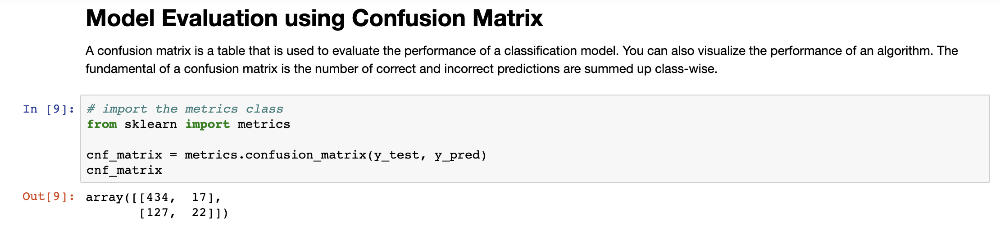 Model Evaluation using Confusion Matrix
A confusion matrix is a table that is used to evaluate the performance of a classification model. You can also visualize the performance of an algorithm. The
fundamental of a confusion matrix is the number of correct and incorrect predictions are summed up class-wise.
In [9]: # import the metrics class
from sklearn import metrics
cnf_matrix = metrics.confusion_matrix(y_test, y_pred)
cnf_matrix
Out[9]: array([[434,  17],
       [127,  22]])